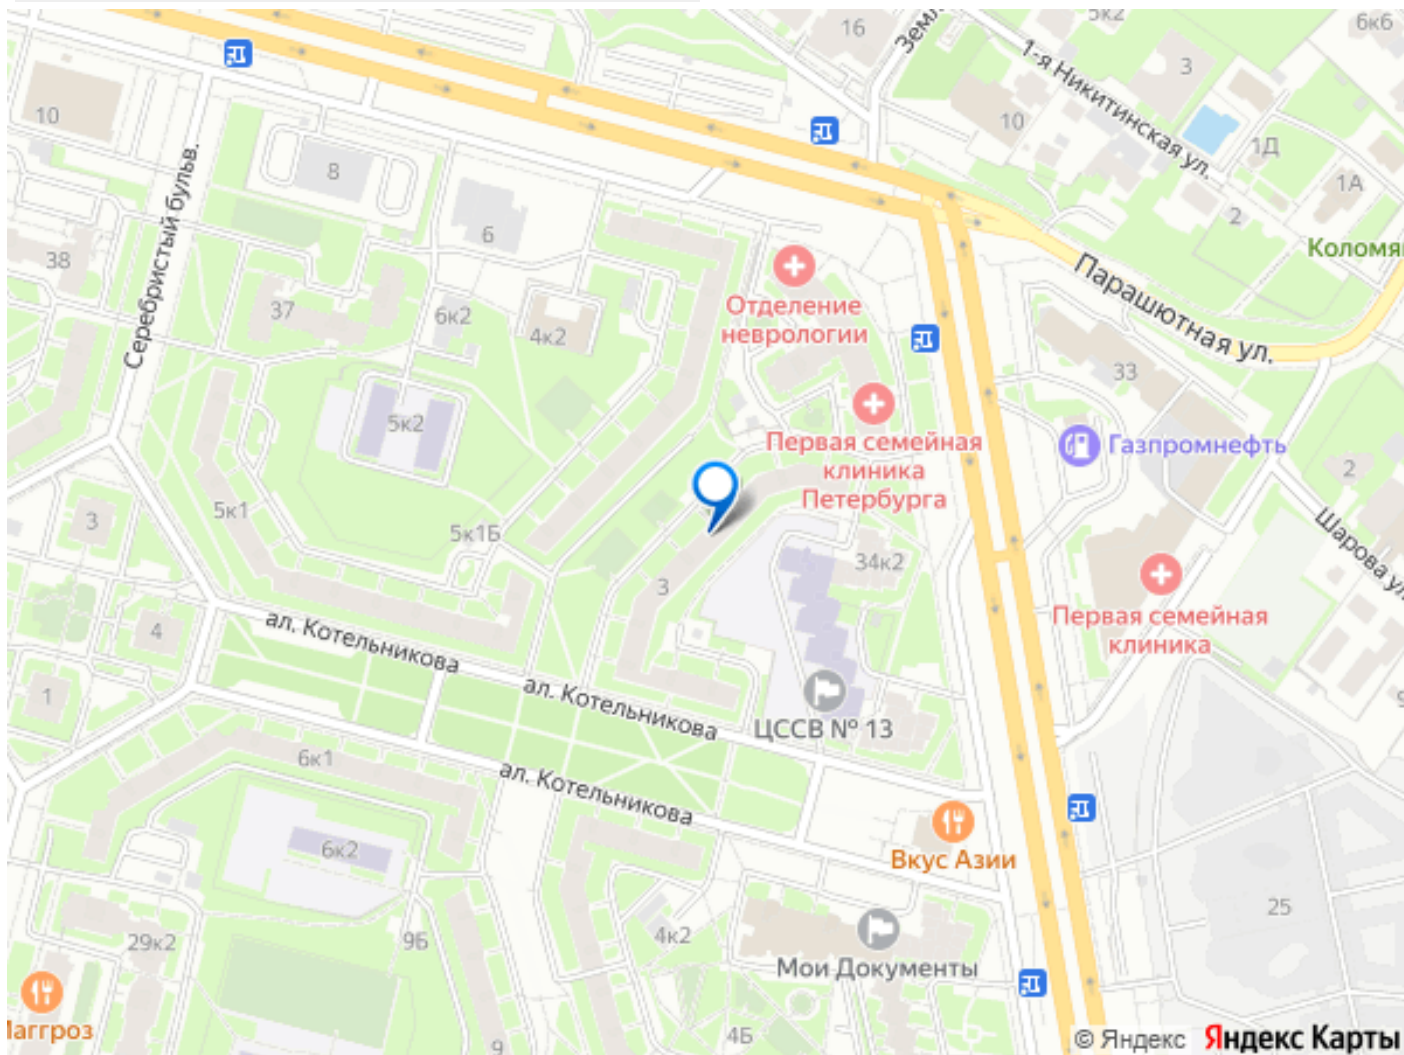 16
Земл
5к2
6к6
1-я Никитинская ул.
3
10
10
1Д
1А
8
2
6
Серебристый бульв.
38
Коломя
37
6к2
4к2
Отделение
неврологии
Парашютная ул.
33
5к2
Первая семейная
клиника
Петербурга
Газпромнефть
2
5к1
3
5к1Б
Шарова ул.
34к2
3
4
ал. Котельникова
Первая семейная
клиника
1
ал. Котельникова
ЦССВ № 13
6к1
ал. Котельникова
6к2
Вкус Азии
25
29к2
9Б
4к2
Мои Документы
Маггроз
9
4Б
© Яндекс Яндекс Карты